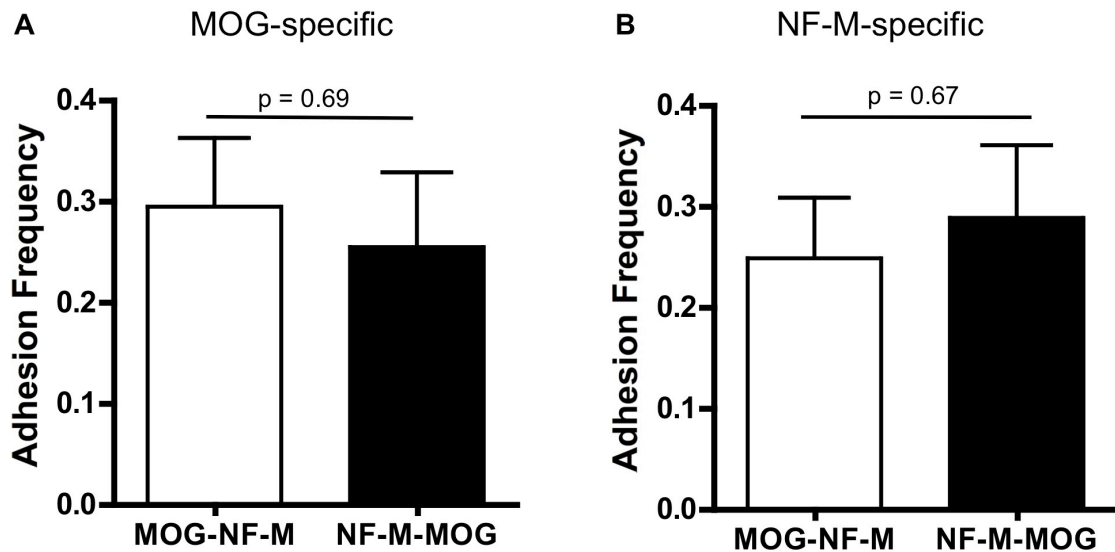 A
MOG-specific
p = 0.69
Adhesion Frequency
0.4
0.3
0.2
0.1
0.0
MOG-NF-M
NF-M-MOG
B
NF-M-specific
p = 0.67
Adhesion Frequency
0.4
0.3
0.2
0.1
0.0
MOG-NF-M
NF-M-MOG